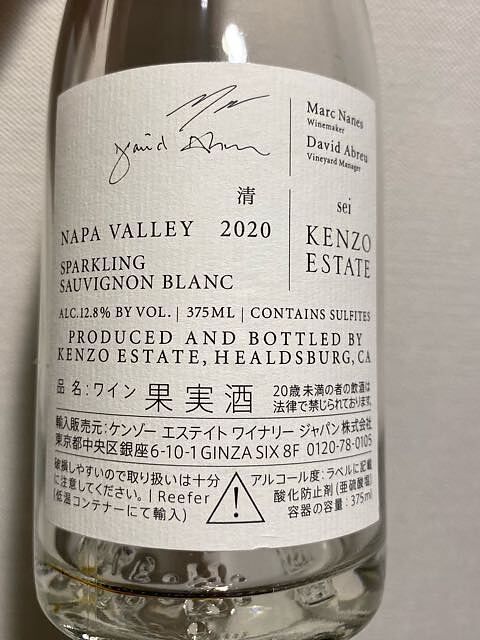 David Abreu
Marc Nanes
Winemaker
David Abreu
Vineyard Manager
清
sei
NAPA VALLEY 2020
KENZO
ESTATE
SPARKLING
SAUVIGNON BLANC
ALC.12.8% BY VOL. | 375ML | CONTAINS SULFITES
PRODUCED AND BOTTLED BY
KENZO ESTATE, HEALDSBURG, CA
品名:ワイン 果実酒
20歳未満の者の飲酒は
法律で禁じられております。
輸入販売元:ケンゾー エステイト ワイナリー ジャパン株式会社
東京都中央区銀座6-10-1 GINZA SIX 8F 0120-78-0105
破損しやすいので取り扱いは十分
に注意してください。| Reefer
(低温コンテナーにて輸入)
!
アルコール度:ラベルに記載
酸化防止剤(亜硫酸塩)
容器の容量:375ml